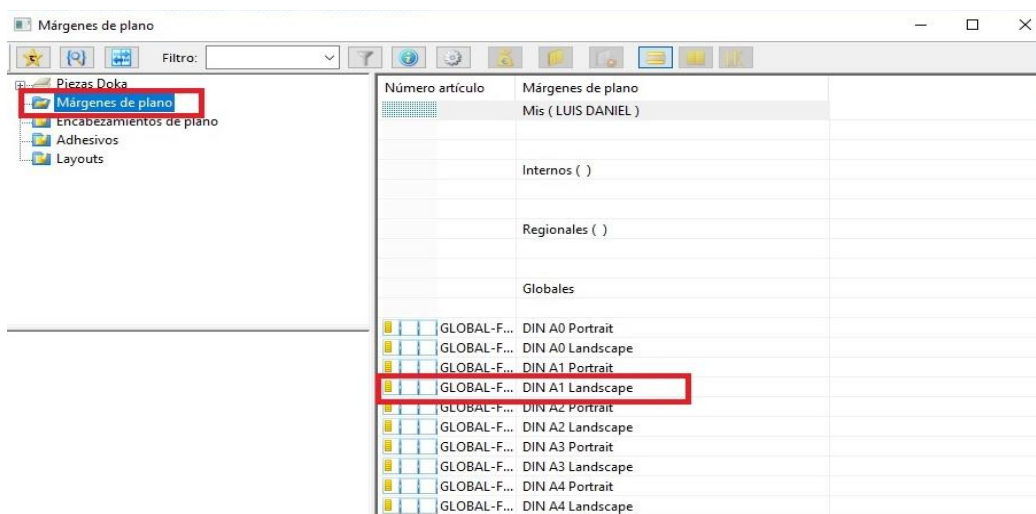 Márgenes de plano
Filtro:
Piezas Doka
Márgenes de plano
Encabezamientos de plano
Adhesivos
Layouts
Número artículo Márgenes de plano
Mis ( LUIS DANIEL )
Internos ( )
Regionales ( )
Globales
GLOBAL-F... DIN A0 Portrait
GLOBAL-F... DIN A0 Landscape
GLOBAL-F... DIN A1 Portrait
GLOBAL-F... DIN A1 Landscape
GLOBAL-F... DIN A2 Portrait
GLOBAL-F... DIN A2 Landscape
GLOBAL-F... DIN A3 Portrait
GLOBAL-F... DIN A3 Landscape
GLOBAL-F... DIN A4 Portrait
GLOBAL-F... DIN A4 Landscape